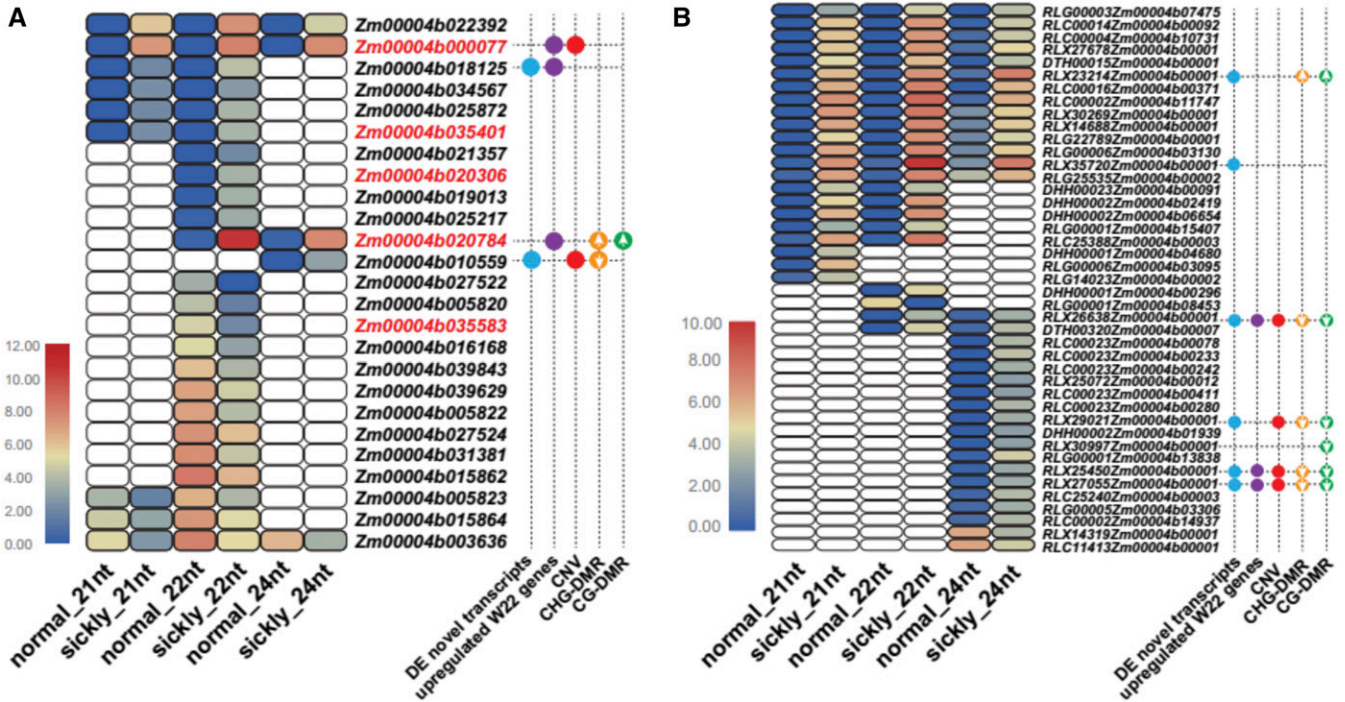 A
Zm00004b022392
Zm00004b000077
Zm00004b018125
Zm00004b034567
Zm00004b025872
Zm00004b035401
Zm00004b021357
Zm00004b020306
Zm00004b019013
Zm00004b025217
Zm00004b020784
Zm00004b010559
Zm00004b027522
Zm00004b005820
Zm00004b035583
Zm00004b016168
Zm00004b039843
Zm00004b039629
Zm00004b005822
Zm00004b027524
Zm00004b031381
Zm00004b015862
Zm00004b005823
Zm00004b015864
Zm00004b003636
12.00
10.00
8.00
6.00
4.00
2.00
0.00
normal_21nt
sickly_21nt
normal_22nt
sickly_22nt
normal_24nt
sickly_24nt
DE novel transcripts
upregulated W22 genes
CNV
CHG-DMR
CG-DMR
B
RLG00003Zm00004b07475
RLC00014Zm00004b00092
RLC00004Zm00004b10731
RLX27678Zm00004b00001
DTH00015Zm00004b00001
RLX23214Zm00004b00001
RLC00016Zm00004b00371
RLC00002Zm00004b11747
RLX30269Zm00004b00001
RLX14688Zm00004b00001
RLG22789Zm00004b00001
RLG00006Zm00004b03130
RLX35720Zm00004b00001
RLG25535Zm00004b00002
DHH00023Zm00004b00091
DHH00002Zm00004b02419
DHH00002Zm00004b06654
RLG00001Zm00004b15407
RLC25388Zm00004b00003
DHH00001Zm00004b04680
RLG00006Zm00004b03095
RLG14023Zm00004b00002
DHH00001Zm00004b00296
RLG00001Zm00004b08453
RLX26638Zm00004b00001
DTH00320Zm00004b00007
RLC00023Zm00004b00078
RLC00023Zm00004b00233
RLC00023Zm00004b00242
RLX25072Zm00004b00012
RLC00023Zm00004b00411
RLC00023Zm00004b00280
RLX29021Zm00004b00001
DHH00002Zm00004b01939
RLX30997Zm00004b00001
RLG00001Zm00004b13838
RLX25450Zm00004b00001
RLX27055Zm00004b00001
RLC25240Zm00004b00003
RLG00005Zm00004b03306
RLC00002Zm00004b14937
RLX14319Zm00004b00001
RLC11413Zm00004b00001
10.00
8.00
6.00
4.00
2.00
0.00
normal_21nt
sickly_21nt
normal_22nt
sickly_22nt
normal_24nt
sickly_24nt
DE novel transcripts
upregulated W22 genes
CNV
CHG-DMR
CG-DMR